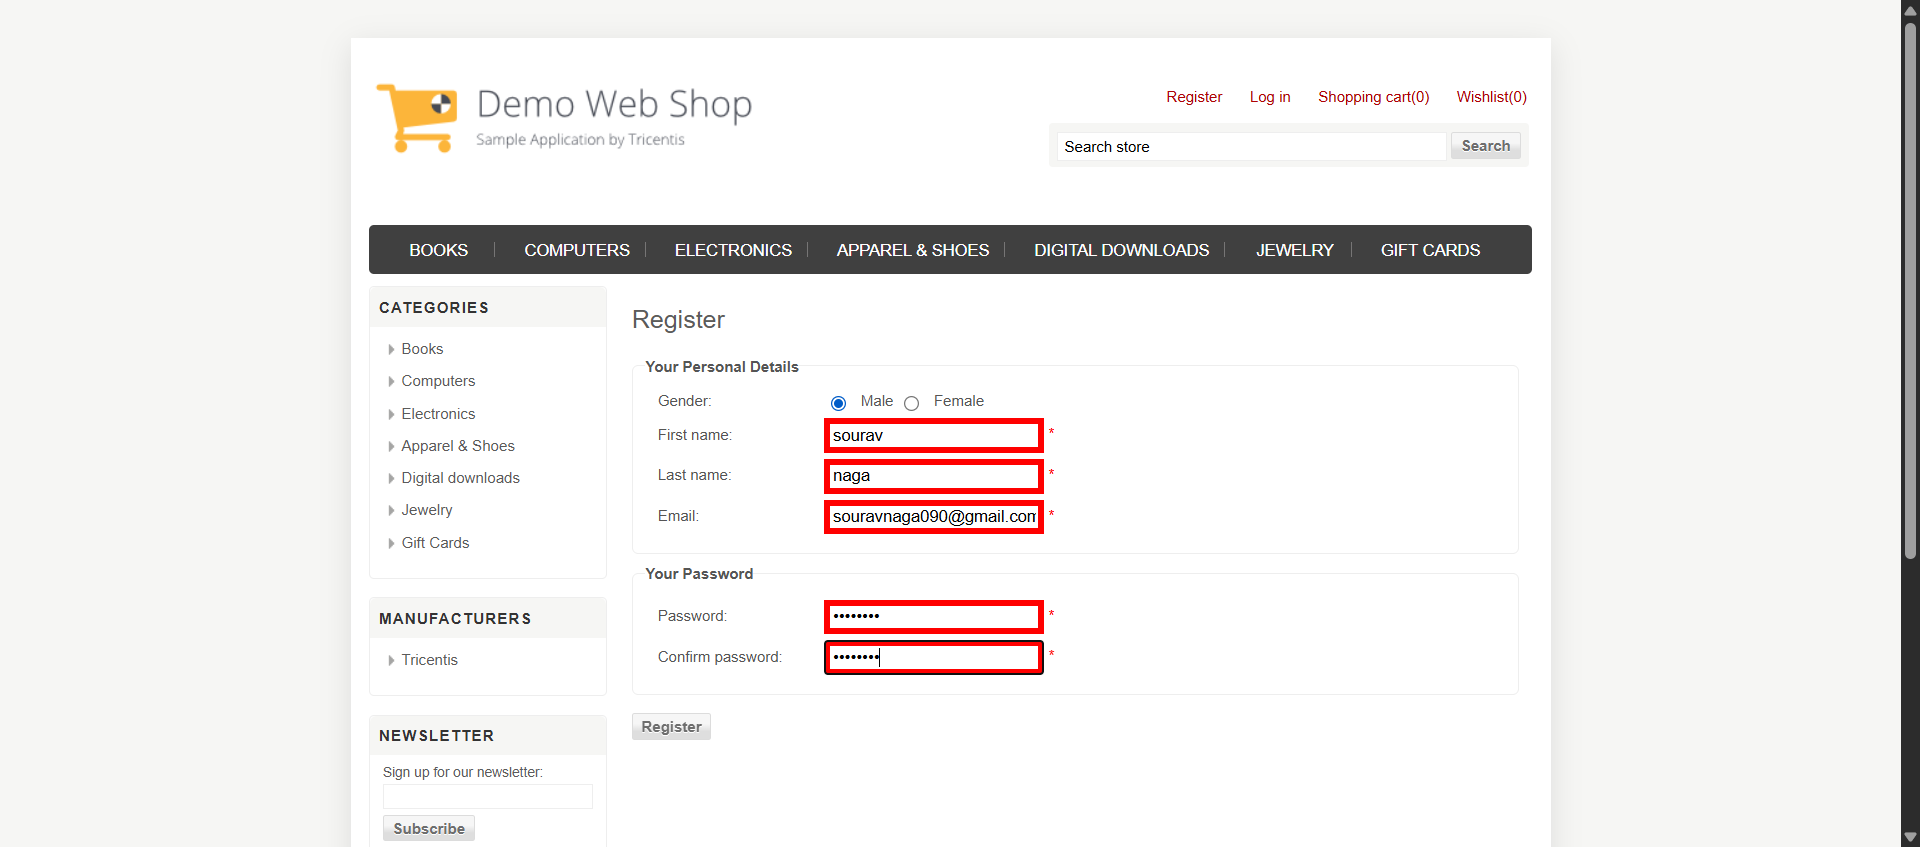 Demo Web Shop
Sample Application by Tricentis
Register Log in Shopping cart(0) Wishlist(0)
Search store Search
BOOKS COMPUTERS ELECTRONICS APPAREL & SHOES DIGITAL DOWNLOADS JEWELRY GIFT CARDS
CATEGORIES
Books
Computers
Electronics
Apparel & Shoes
Digital downloads
Jewelry
Gift Cards
MANUFACTURERS
Tricentis
NEWSLETTER
Sign up for our newsletter:
Subscribe
Register
Your Personal Details
Gender: Male Female
First name: sourav *
Last name: naga *
Email: souravnaga090@gmail.com *
Your Password
Password: •••••••• *
Confirm password: •••••••• *
Register